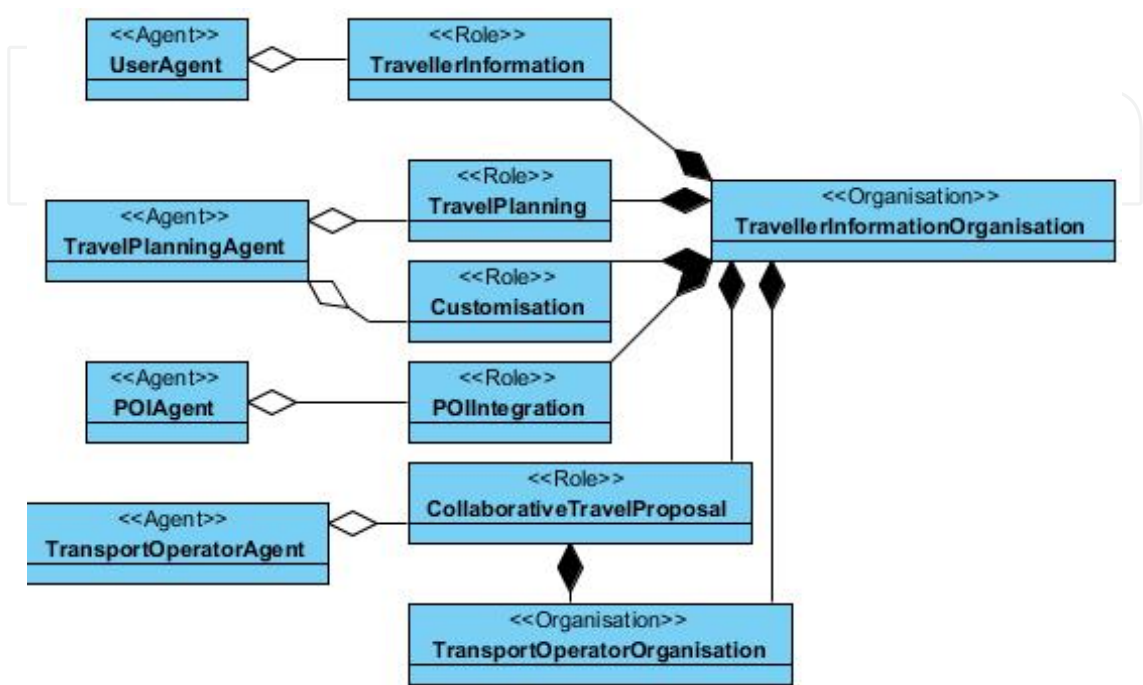 <<Agent>>
UserAgent
<<Role>>
TravellerInformation
<<Role>>
TravelPlanning
<<Organisation>>
TravellerInformationOrganisation
<<Agent>>
TravelPlanningAgent
<<Role>>
Customisation
<<Agent>>
POIAgent
<<Role>>
POIIntegration
<<Role>>
CollaborativeTravelProposal
<<Agent>>
TransportOperatorAgent
<<Organisation>>
TransportOperatorOrganisation